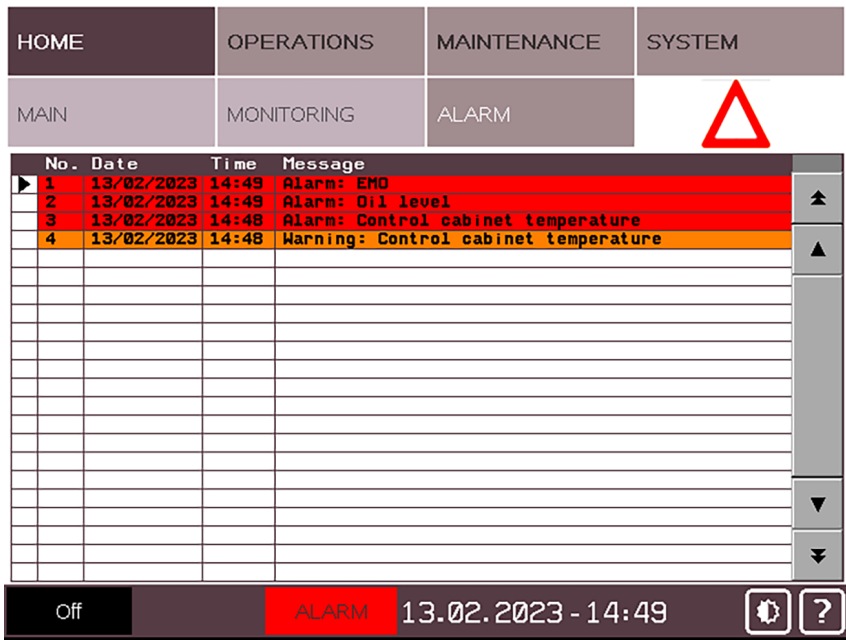 HOME OPERATIONS MAINTENANCE SYSTEM
MAIN MONITORING ALARM
No. Date Time Message
1 13/02/2023 14:49 Alarm: EMO
2 13/02/2023 14:49 Alarm: Oil level
3 13/02/2023 14:48 Alarm: Control cabinet temperature
4 13/02/2023 14:48 Warning: Control cabinet temperature
Off ALARM 13.02.2023-14:49 ?